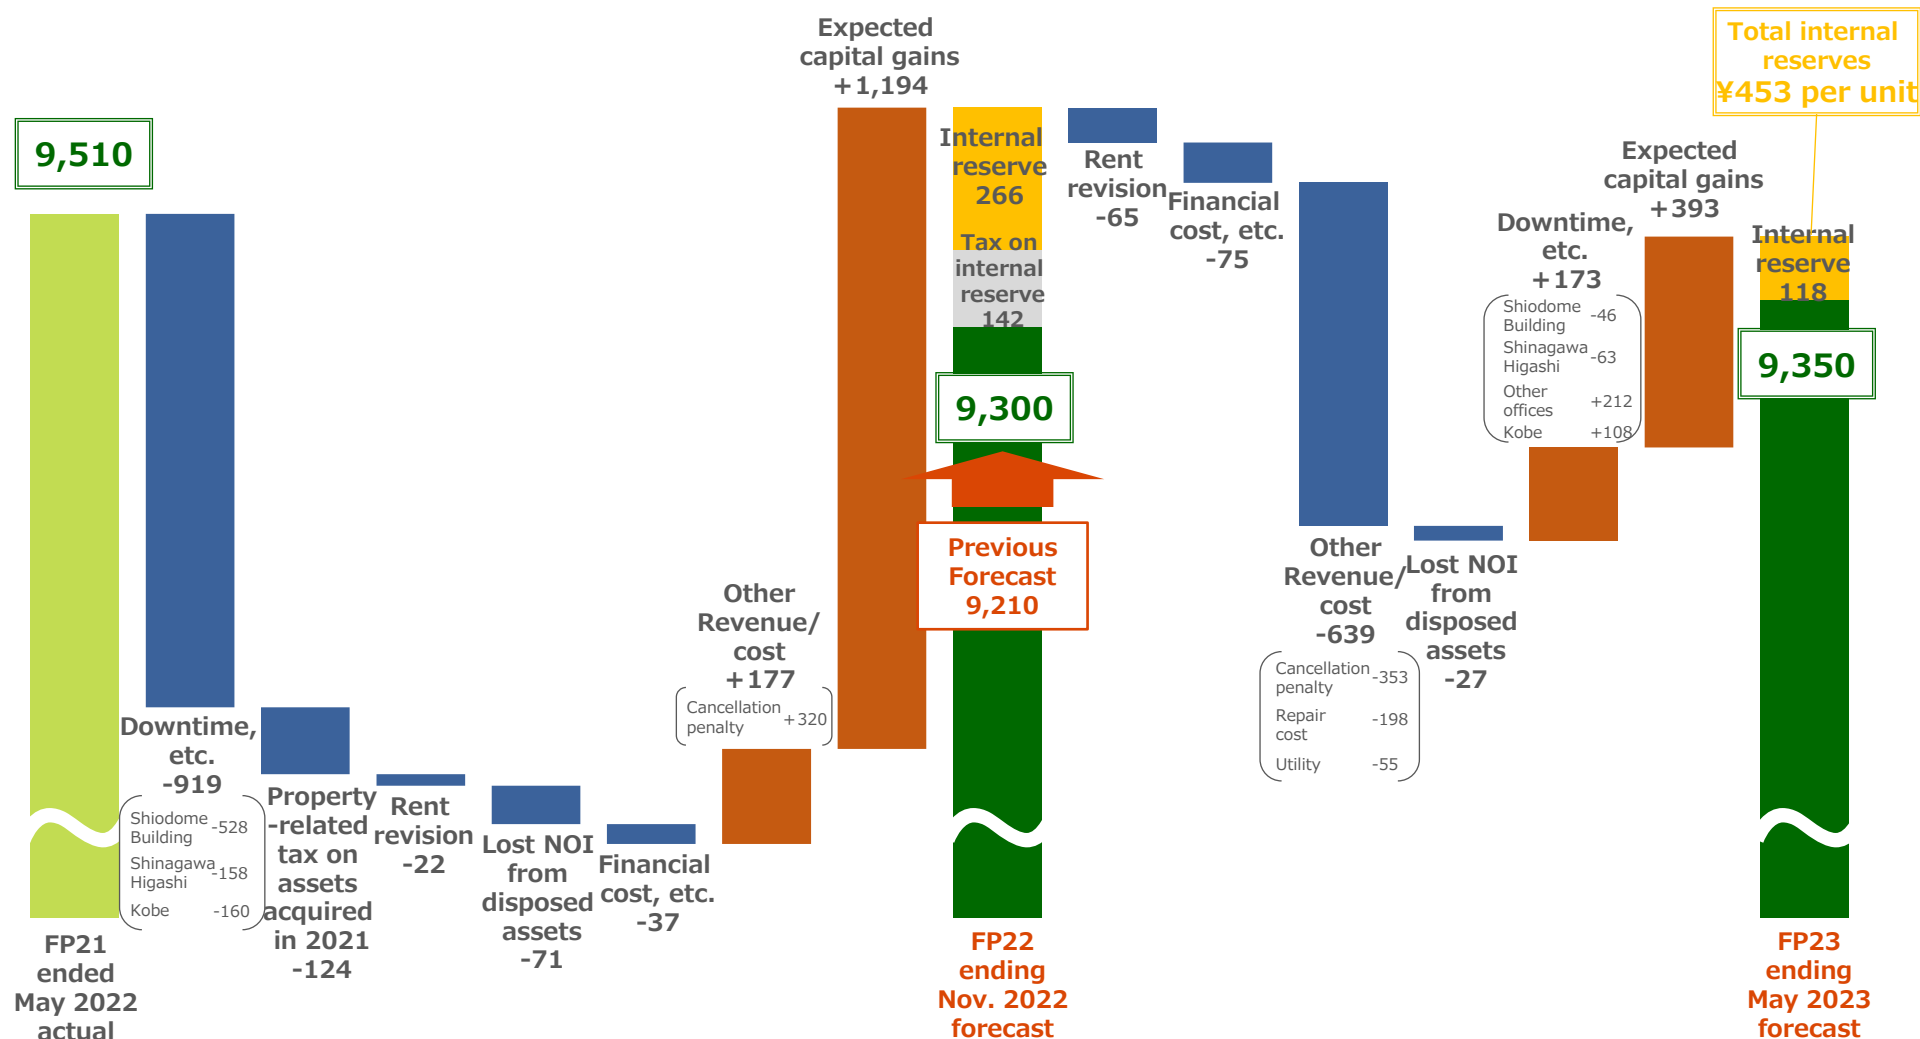 9,510
FP21
ended
May 2022
actual
Downtime,
etc.
-919
Shiodome
Building -528
Shinagawa
Higashi -158
Kobe -160
Property
-related
tax on
assets
acquired
in 2021
-124
Rent
revision
-22
Lost NOI
from
disposed
assets
-71
Financial
cost, etc.
-37
Other
Revenue/
cost
+177
Cancellation
penalty +320
Expected
capital gains
+1,194
Internal
reserve
266
Tax on
internal
reserve
142
9,300
Previous
Forecast
9,210
FP22
ending
Nov. 2022
forecast
Rent
revision
-65
Financial
cost, etc.
-75
Other
Revenue/
cost
-639
Cancellation
penalty -353
Repair
cost -198
Utility -55
Lost NOI
from
disposed
assets
-27
Downtime,
etc.
+173
Shiodome
Building -46
Shinagawa
Higashi -63
Other
offices +212
Kobe +108
Expected
capital gains
+393
Total internal
reserves
¥453 per unit
Internal
reserve
118
9,350
FP23
ending
May 2023
forecast